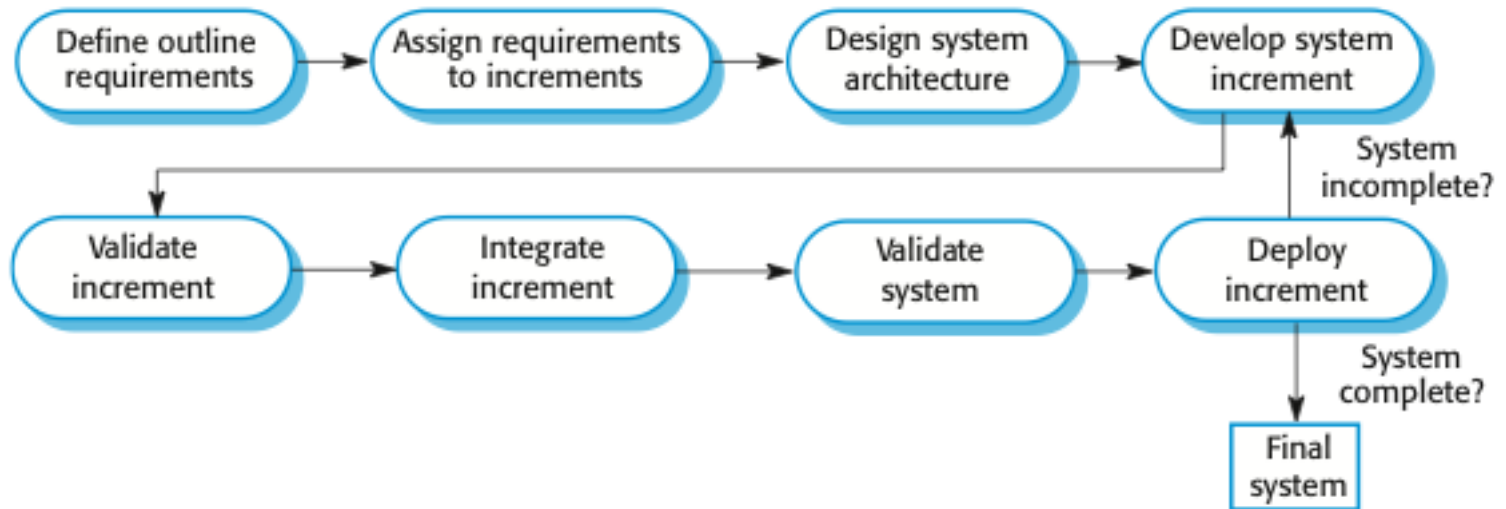 Define outline
requirements
Assign requirements
to increments
Design system
architecture
Develop system
increment
System
incomplete?
Validate
increment
Integrate
increment
Validate
system
Deploy
increment
System
complete?
Final
system